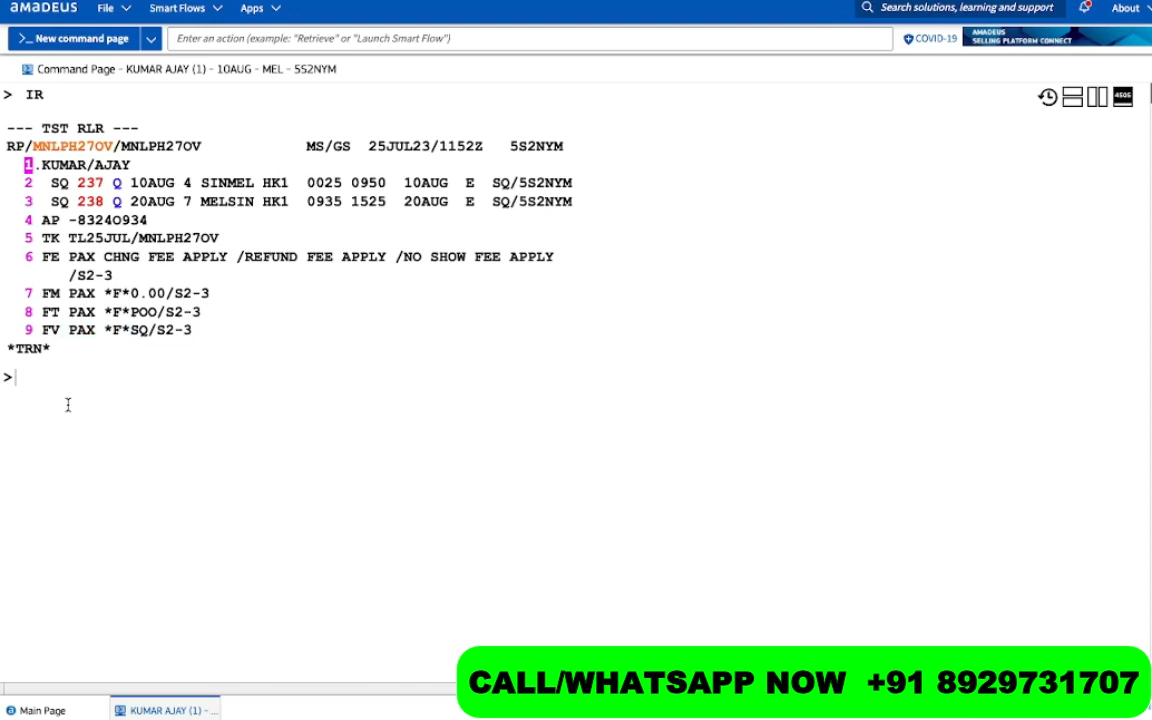 aMaDEUS File Smart Flows Apps Search solutions, learning and support About
>_ New command page Enter an action (example: "Retrieve" or "Launch Smart Flow") COVID-19 AMADEUS
SELLING PLATFORM CONNECT
Command Page - KUMAR AJAY (1) - 10AUG - MEL - 5S2NYM
> IR
4505
--- TST RLR ---
RP/MNLPH27OV/MNLPH27OV MS/GS 25JUL23/1152Z 5S2NYM
1.KUMAR/AJAY
2 SQ 237 Q 10AUG 4 SINMEL HK1 0025 0950 10AUG E SQ/5S2NYM
3 SQ 238 Q 20AUG 7 MELSIN HK1 0935 1525 20AUG E SQ/5S2NYM
4 AP -83240934
5 TK TL25JUL/MNLPH27OV
6 FE PAX CHNG FEE APPLY /REFUND FEE APPLY /NO SHOW FEE APPLY
/S2-3
7 FM PAX *F*0.00/S2-3
8 FT PAX *F*POO/S2-3
9 FV PAX *F*SQ/S2-3
*TRN*
>
CALL/WHATSAPP NOW +91 8929731707
Main Page KUMAR AJAY (1) - ...